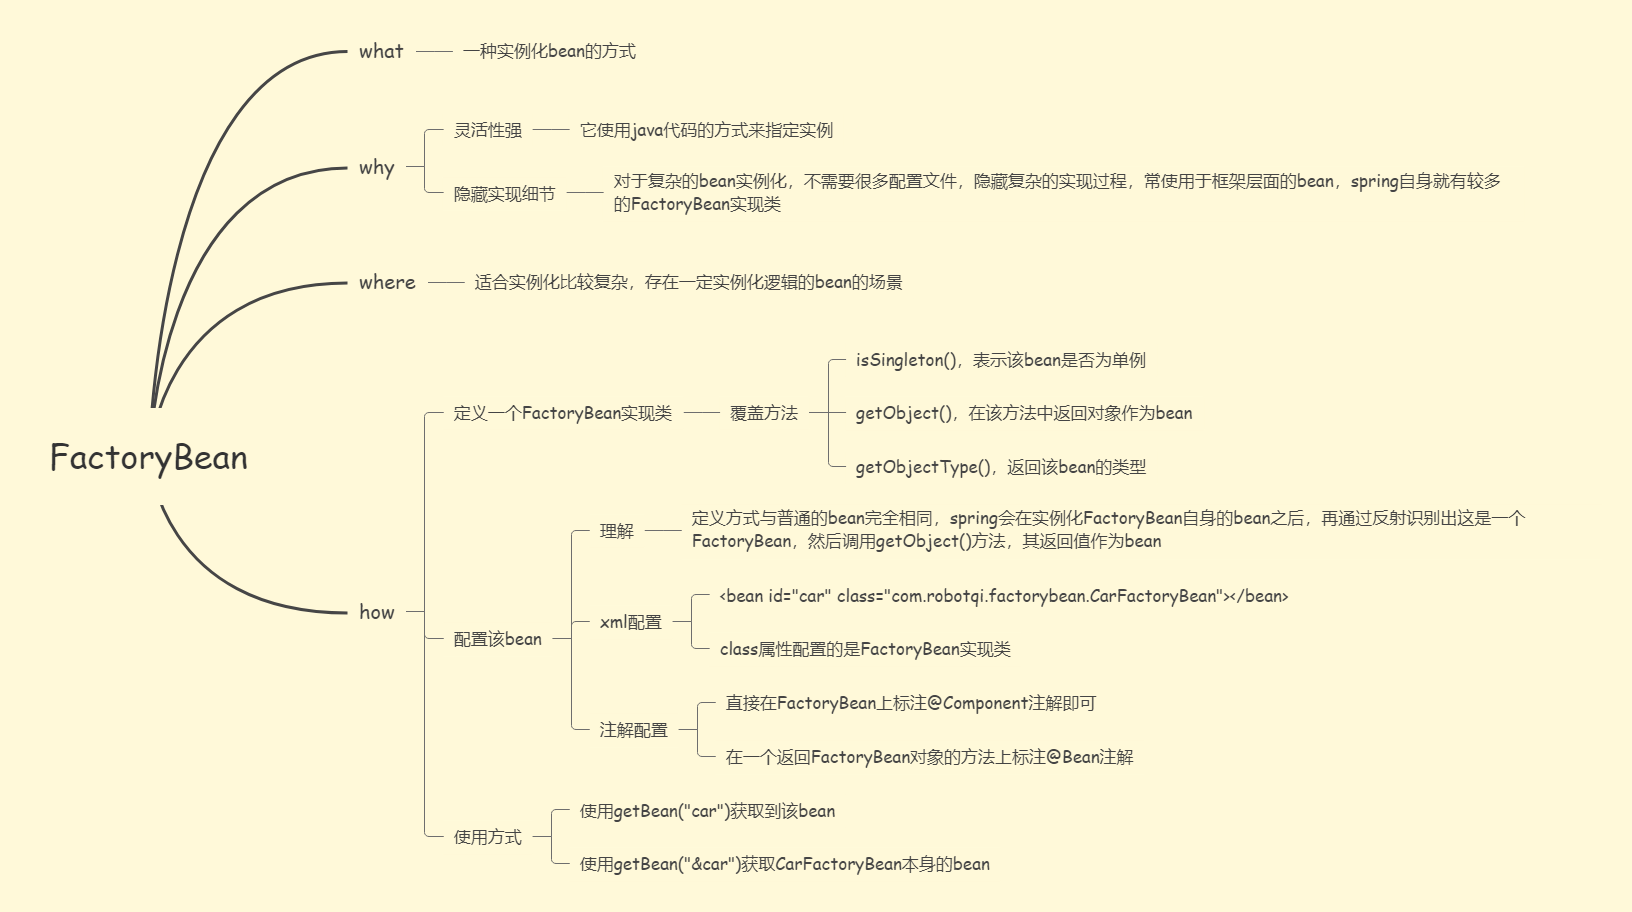 what
一种实例化bean的方式
灵活性强
它使用java代码的方式来指定实例
why
隐藏实现细节
对于复杂的bean实例化，不需要很多配置文件，隐藏复杂的实现过程，常使用于框架层面的bean，spring自身就有较多
的FactoryBean实现类
where
适合实例化比较复杂，存在一定实例化逻辑的bean的场景
FactoryBean
how
定义一个FactoryBean实现类
覆盖方法
isSingleton()，表示该bean是否为单例
getObject()，在该方法中返回对象作为bean
getObjectType()，返回该bean的类型
配置该bean
理解
定义方式与普通的bean完全相同，spring会在实例化FactoryBean自身的bean之后，再通过反射识别出这是一个
FactoryBean，然后调用getObject()方法，其返回值作为bean
xml配置
<bean id="car" class="com.robotqi.factorybean.CarFactoryBean"></bean>
class属性配置的是FactoryBean实现类
注解配置
直接在FactoryBean上标注@Component注解即可
在一个返回FactoryBean对象的方法上标注@Bean注解
使用方式
使用getBean("car")获取到该bean
使用getBean("&car")获取CarFactoryBean本身的bean